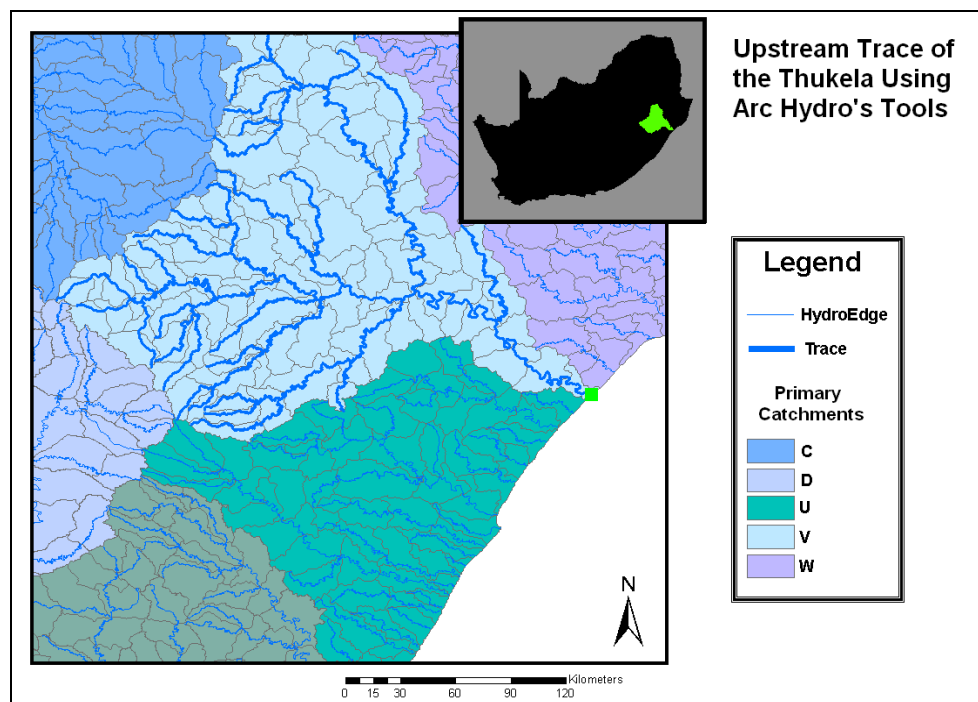 Upstream Trace of
the Thukela Using
Arc Hydro's Tools
Legend
HydroEdge
Trace
Primary
Catchments
C
D
U
V
W
N
Kilometers
0 15 30 60 90 120